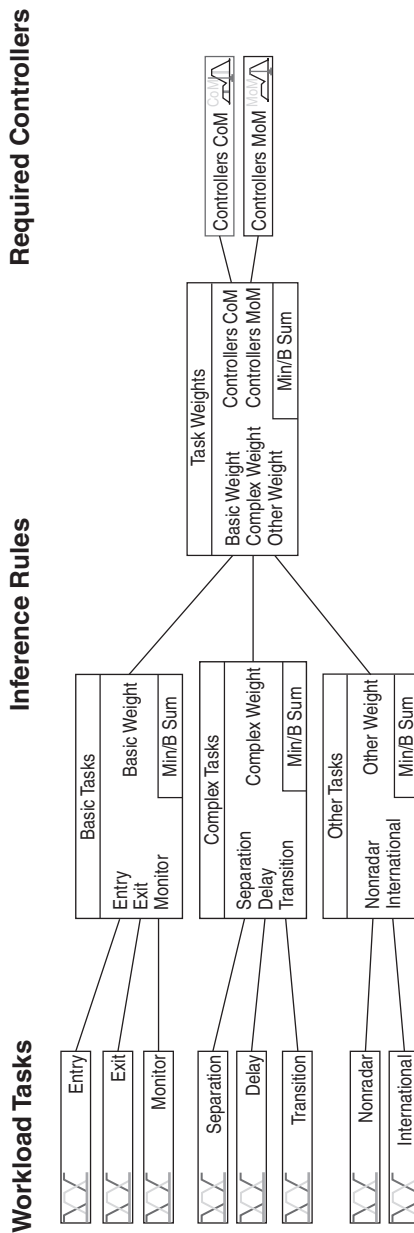 Workload Tasks
Inference Rules
Required Controllers
Entry
Exit
Monitor
Separation
Delay
Transition
Nonradar
International
Basic Tasks
Entry
Exit
Monitor
Basic Weight
Min/B Sum
Complex Tasks
Separation
Delay
Transition
Complex Weight
Min/B Sum
Other Tasks
Nonradar
International
Other Weight
Min/B Sum
Task Weights
Basic Weight
Complex Weight
Other Weight
Controllers CoM
Controllers MoM
Min/B Sum
Controllers CoM
CoM
Controllers MoM
MoM